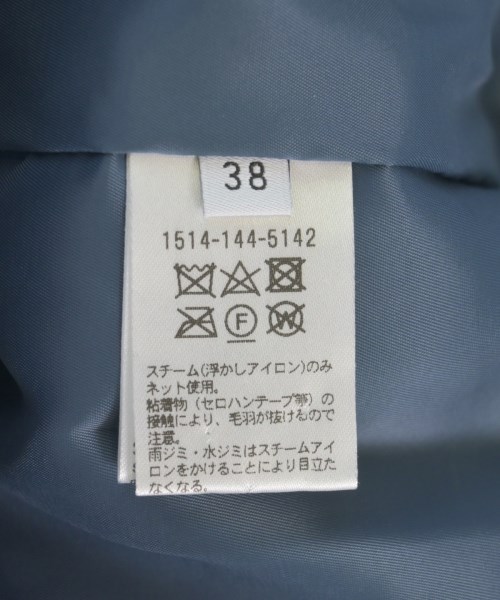 38
1514-144-5142
F W
スチーム(浮かしアイロン)のみ
ネット使用。
粘着物(セロハンテープ等)の
接触により、毛羽が抜けるので
注意。
雨ジミ・水ジミはスチームアイ
ロンをかけることにより目立た
なくなる。